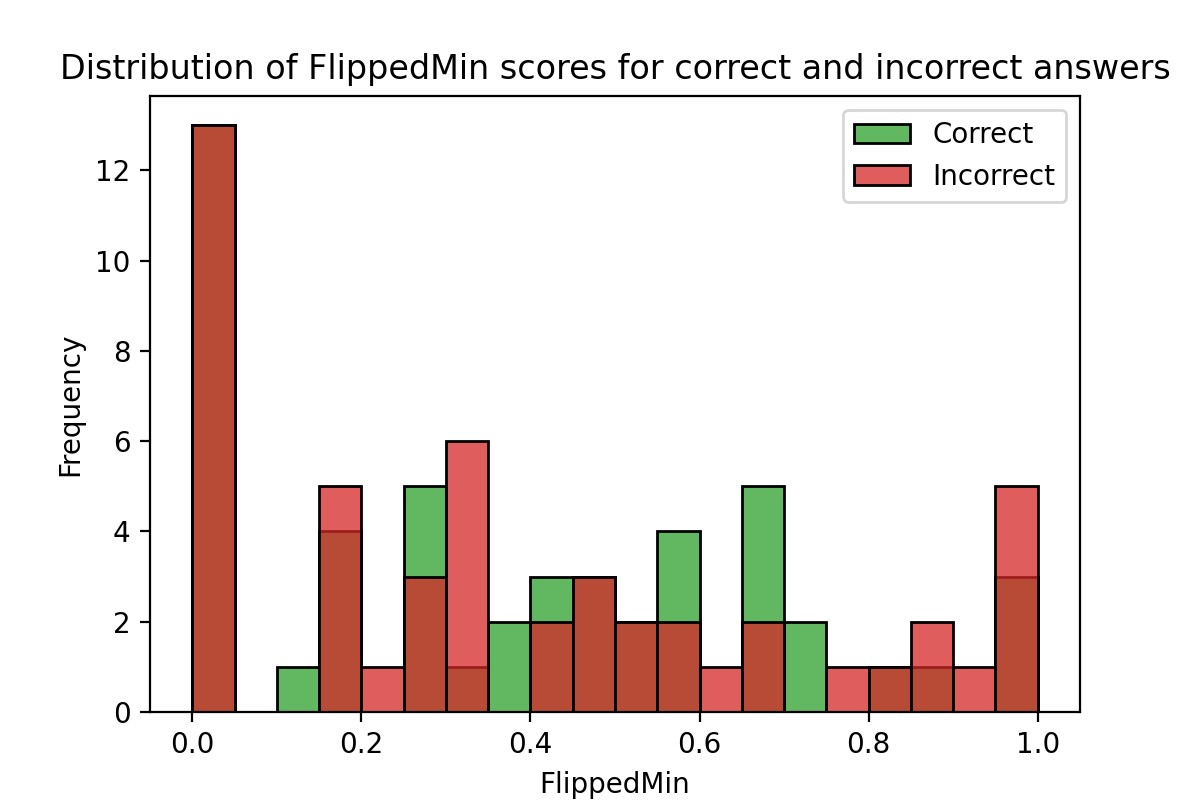 Distribution of FlippedMin scores for correct and incorrect answers
Correct
Incorrect
12
10
8
6
4
2
0
Frequency
0.0 0.2 0.4 0.6 0.8 1.0
FlippedMin